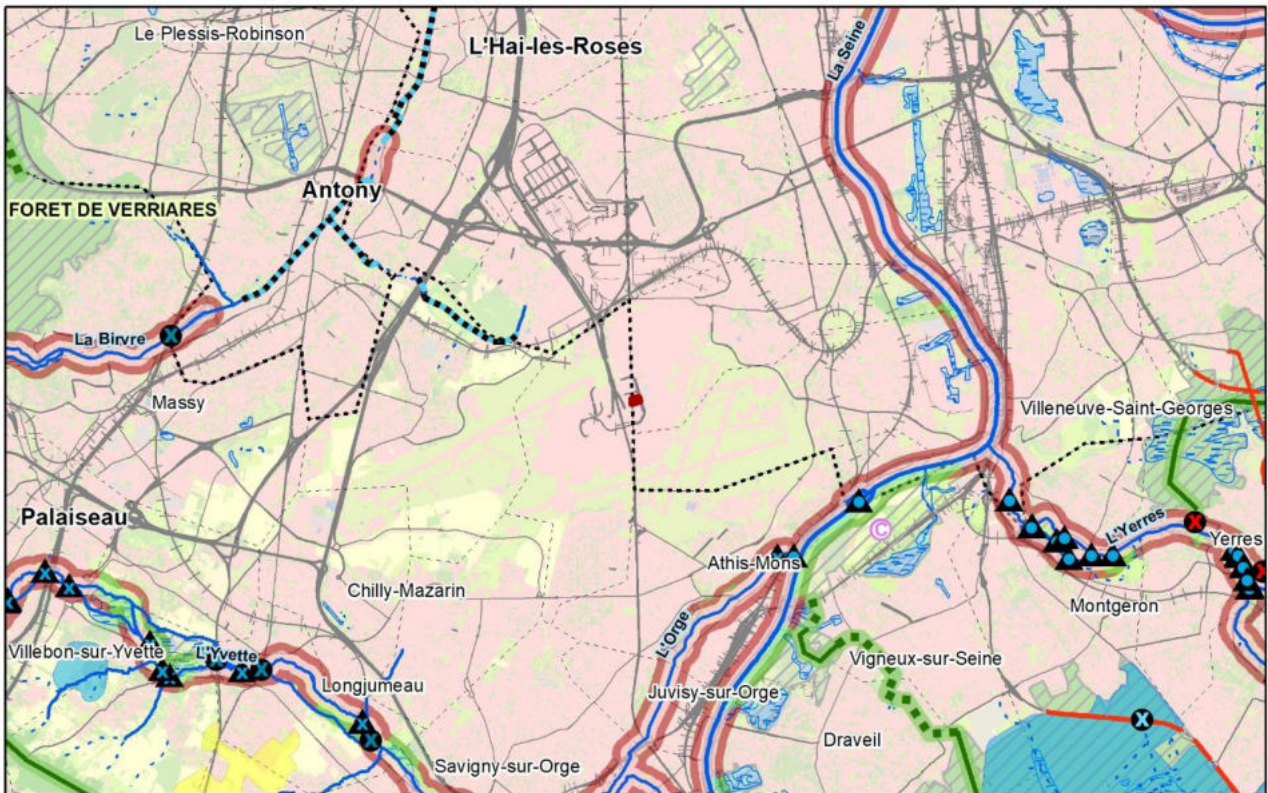 Le Plessis-Robinson
L'Hai-les-Roses
La Seine
Antony
FORET DE VERRIARES
La Birvre
Massy
Villeneuve-Saint-Georges
Palaiseau
C
L'Yerres
Yerres
Athis-Mons
Chilly-Mazarin
Montgeron
L'Orge
Villebon-sur-Yvette
L'Yvette
Vigneux-sur-Seine
Longjumeau
Juvisy-sur-Orge
Draveil
Savigny-sur-Orge